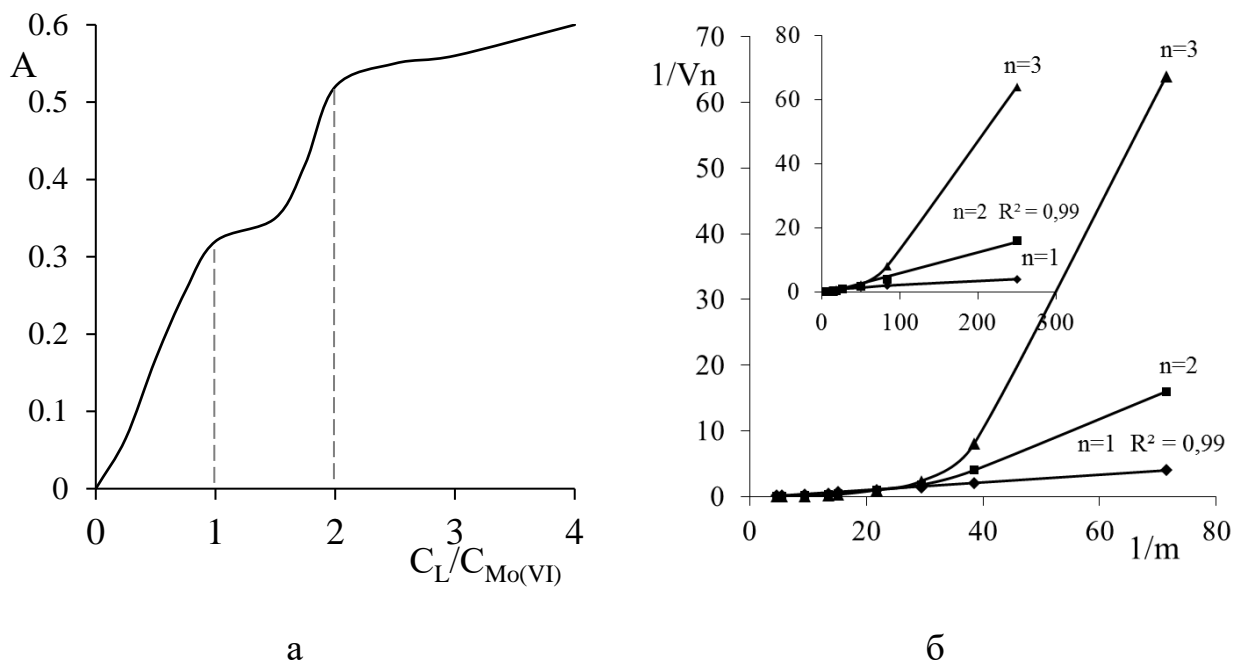 0.6
A
0.5
0.4
0.3
0.2
0.1
0
0 1 2 3 4
C_L/C_Mo(VI)
а
70
1/Vn
60
50
40
30
20
10
0
0 20 40 60 80
1/m
n=3
n=2
n=1 R² = 0,99
80
60
40
20
0
0 100 200 300
n=3
n=2 R² = 0,99
n=1
б